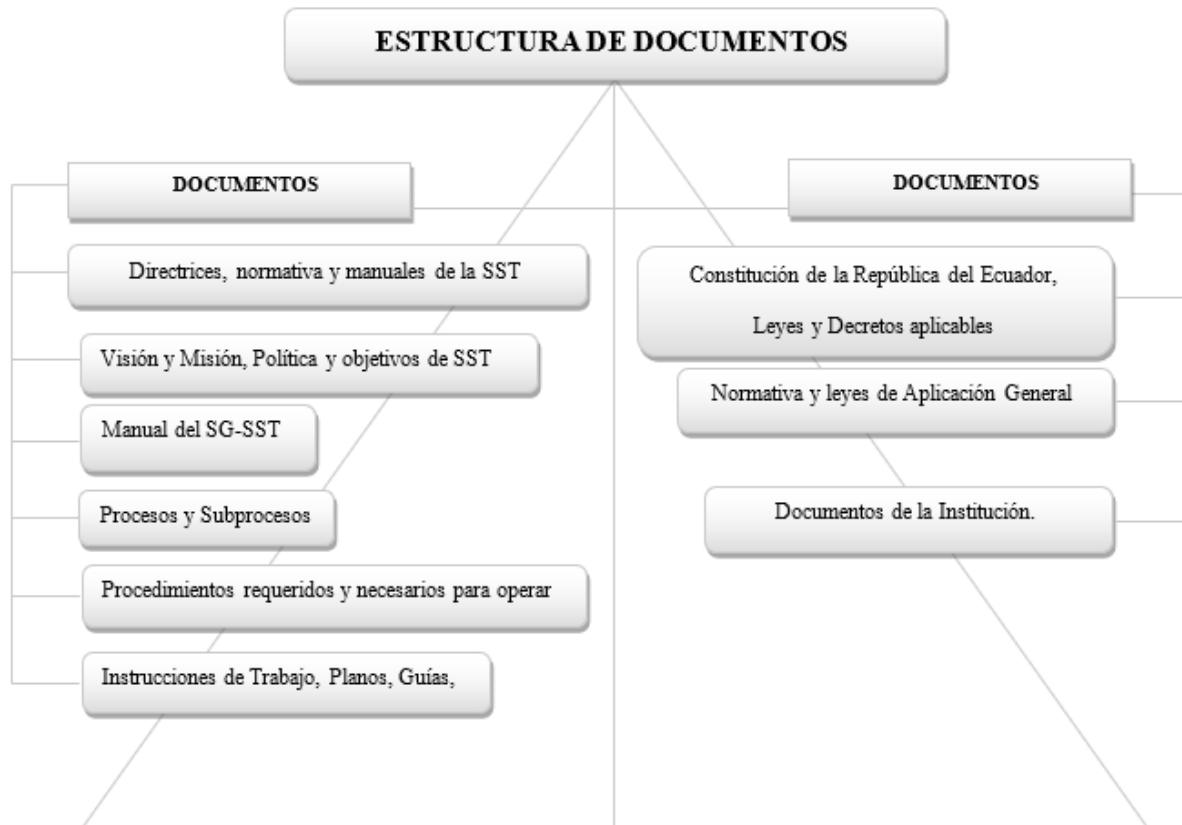 ESTRUCTURA DE DOCUMENTOS
DOCUMENTOS
Directrices, normativa y manuales de la SST
Visión y Misión, Política y objetivos de SST
Manual del SG-SST
Procesos y Subprocesos
Procedimientos requeridos y necesarios para operar
Instrucciones de Trabajo, Planos, Guías,
DOCUMENTOS
Constitución de la República del Ecuador,
Leyes y Decretos aplicables
Normativa y leyes de Aplicación General
Documentos de la Institución.